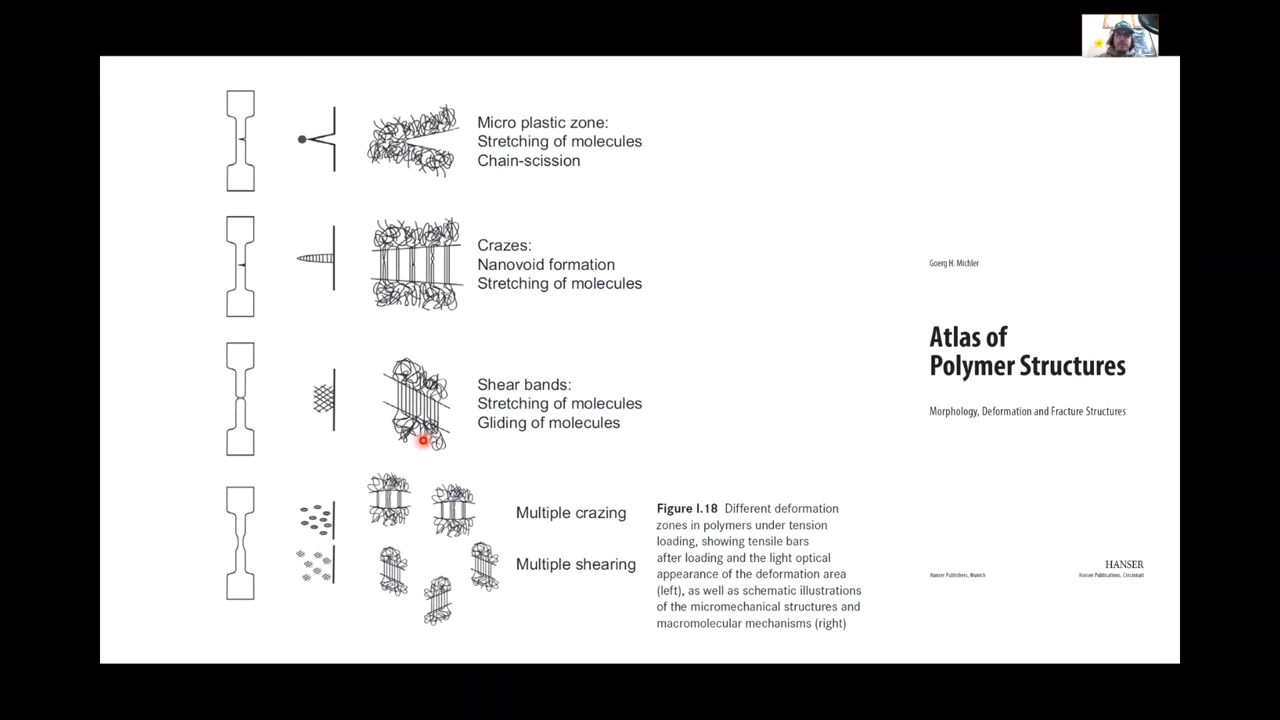 Micro plastic zone:
Stretching of molecules
Chain-scission
Crazes:
Nanovoid formation
Stretching of molecules
Shear bands:
Stretching of molecules
Gliding of molecules
Multiple crazing
Multiple shearing
Figure I.18 Different deformation
zones in polymers under tension
loading, showing tensile bars
after loading and the light optical
appearance of the deformation area
(left), as well as schematic illustrations
of the micromechanical structures and
macromolecular mechanisms (right)
Goerg H. Michler
Atlas of
Polymer Structures
Morphology, Deformation and Fracture Structures
HANSER
Hanser Publishers, Munich
Hanser Publications, Cincinnati